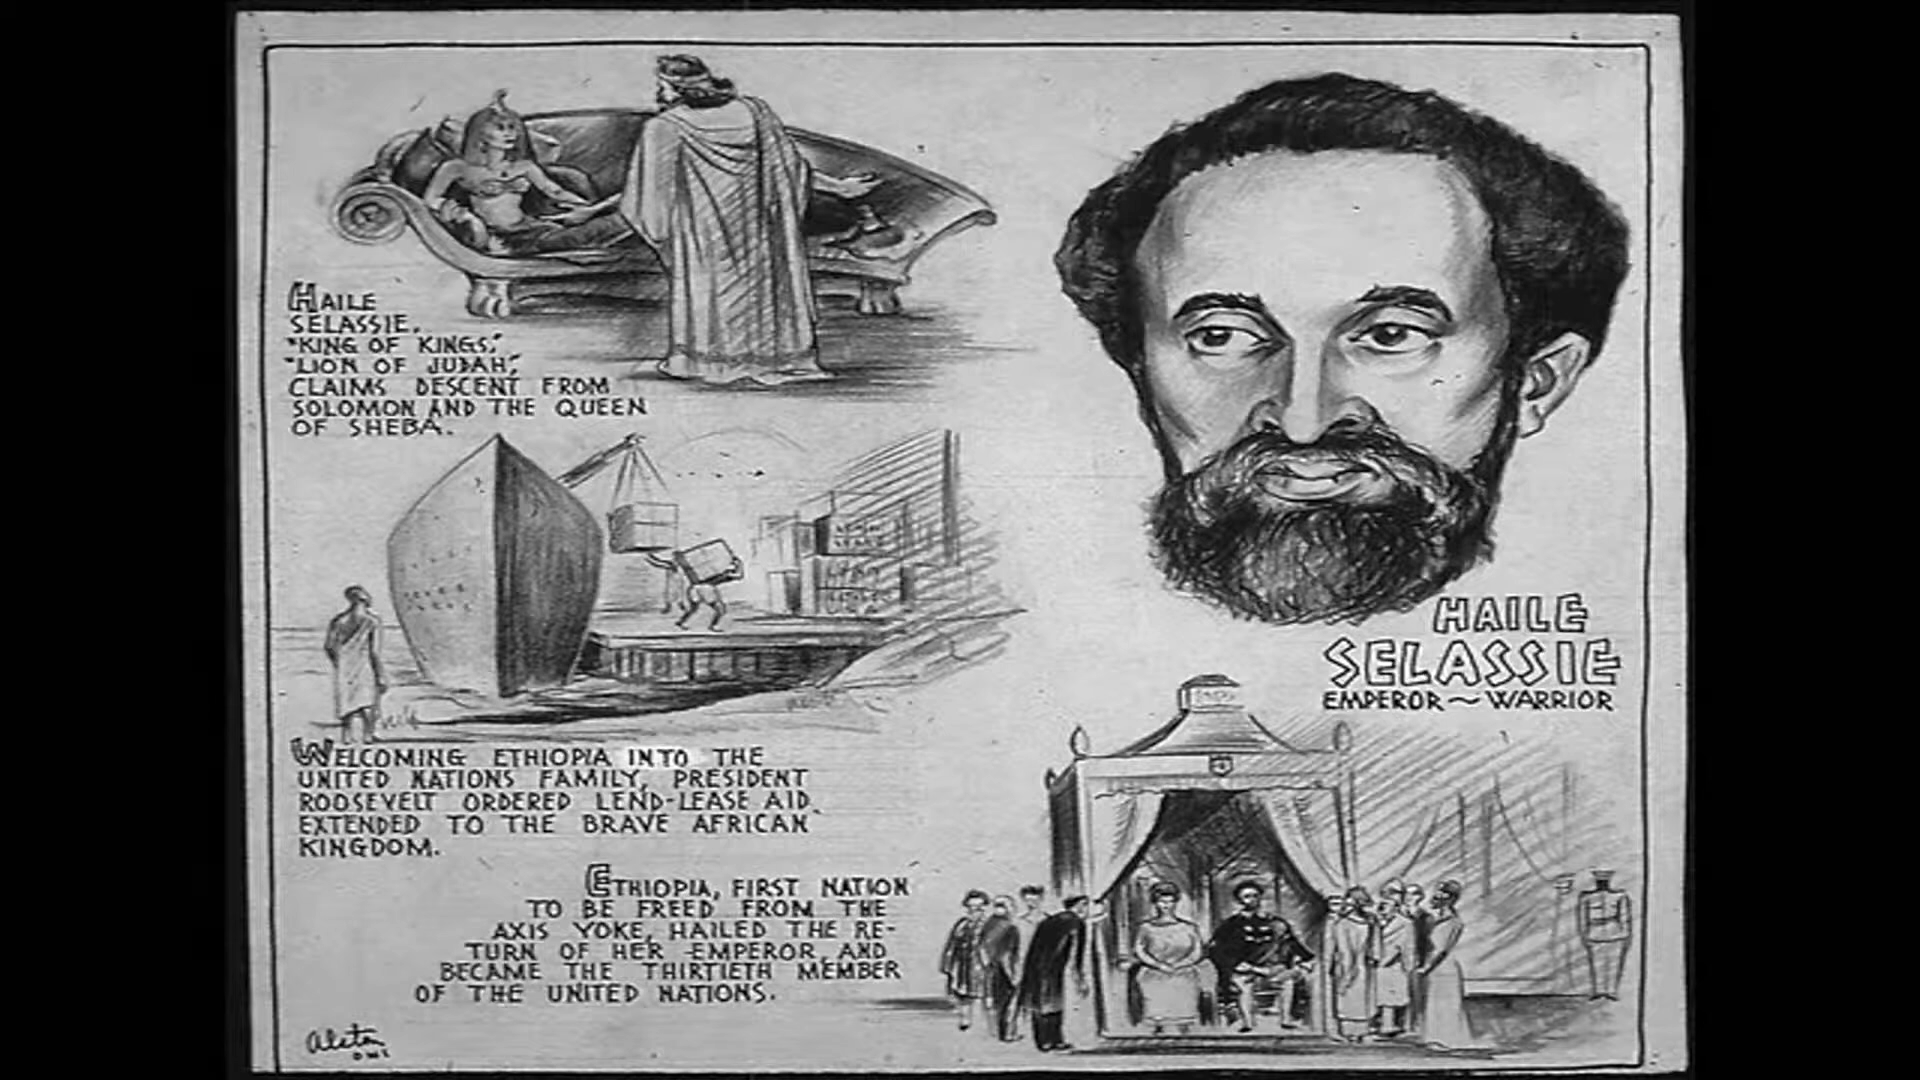 HAILE
SELASSIE,
"KING OF KINGS,"
"LION OF JUDAH,"
CLAIMS DESCENT FROM
SOLOMON AND THE QUEEN
OF SHEBA.
WELCOMING ETHIOPIA INTO THE
UNITED NATIONS FAMILY, PRESIDENT
ROOSEVELT ORDERED LEND-LEASE AID
EXTENDED TO THE BRAVE AFRICAN
KINGDOM.
ETHIOPIA, FIRST NATION
TO BE FREED FROM THE
AXIS YOKE, HAILED THE RE-
TURN OF HER EMPEROR, AND
BECAME THE THIRTIETH MEMBER
OF THE UNITED NATIONS.
HAILE
SELASSIE
EMPEROR ~ WARRIOR
Alston
OWI